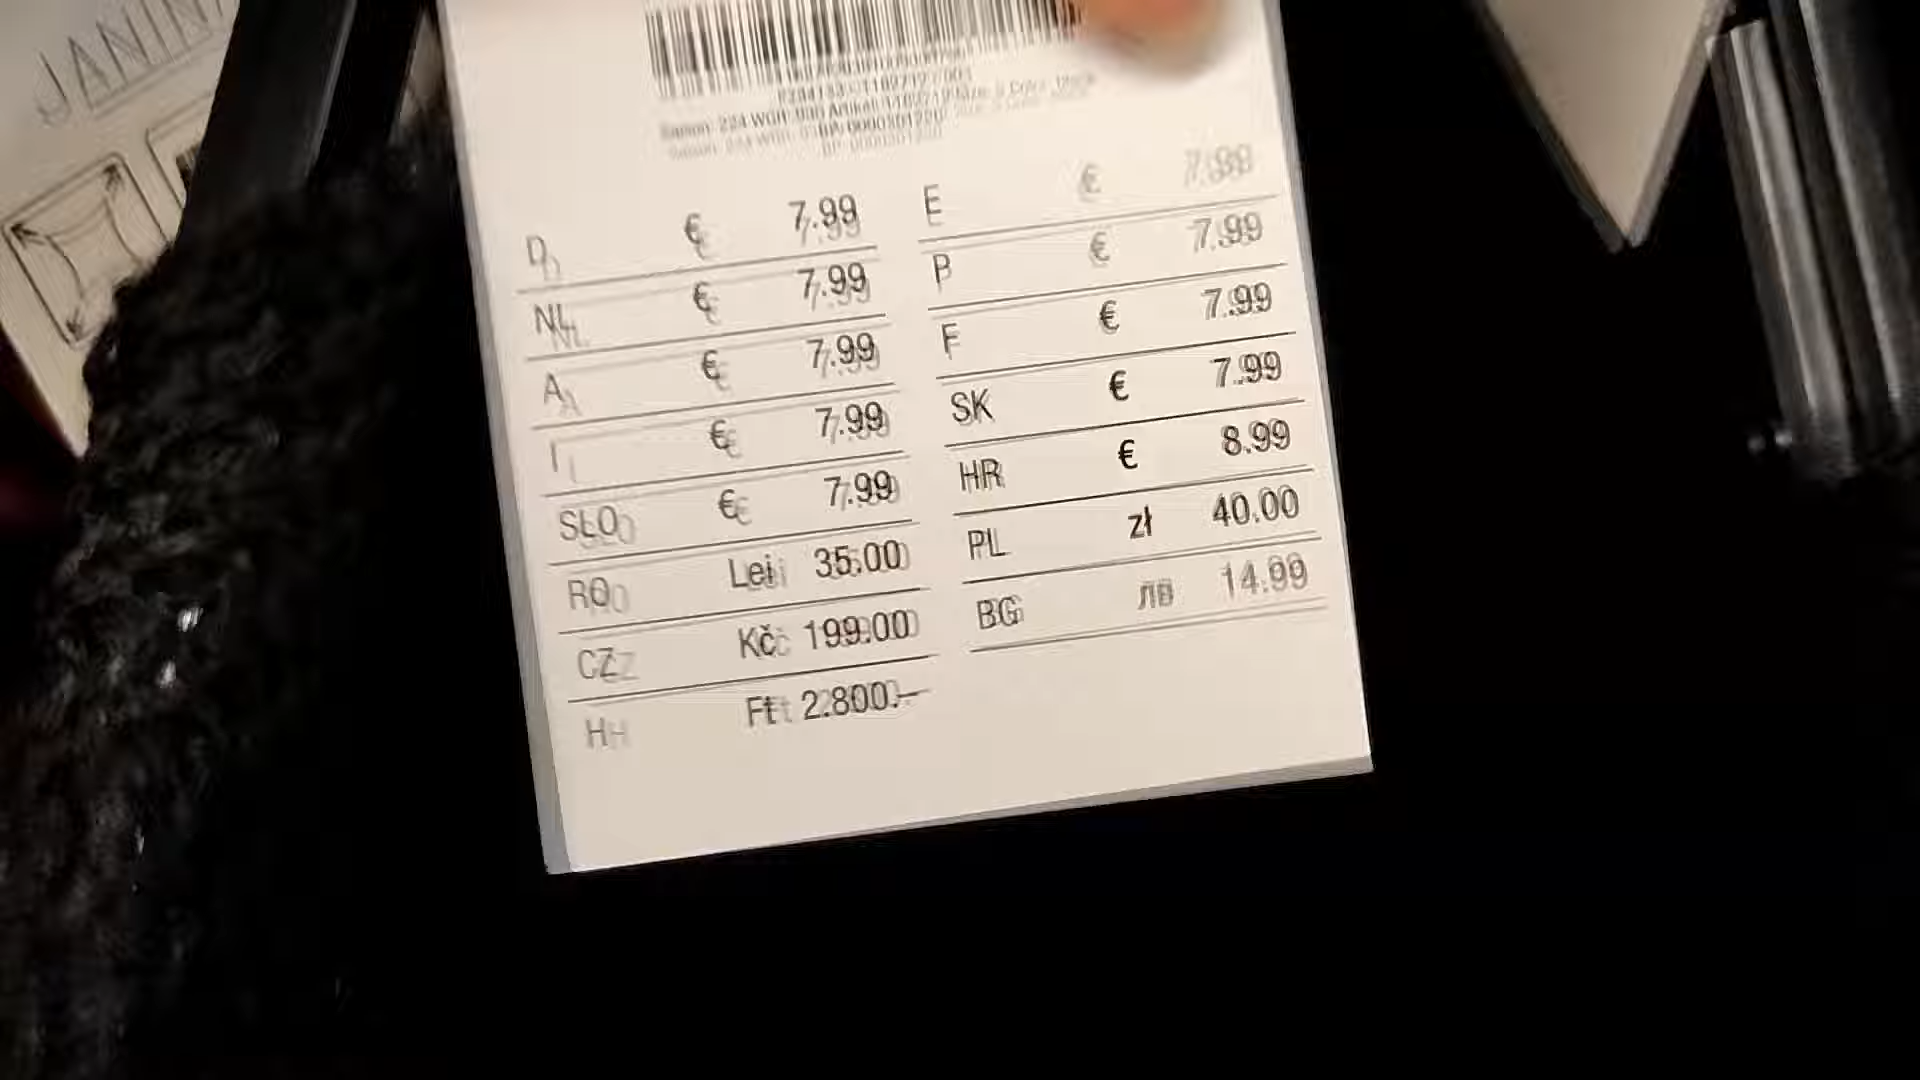 JANIN
D € 7.99
NL € 7.99
A € 7.99
I € 7.99
SLO € 7.99
RO Lei 35.00
CZ Kč 199.00
H Ft 2.800.–
E € 7.99
P € 7.99
F € 7.99
SK € 7.99
HR € 8.99
PL zł 40.00
BG лв 14.99